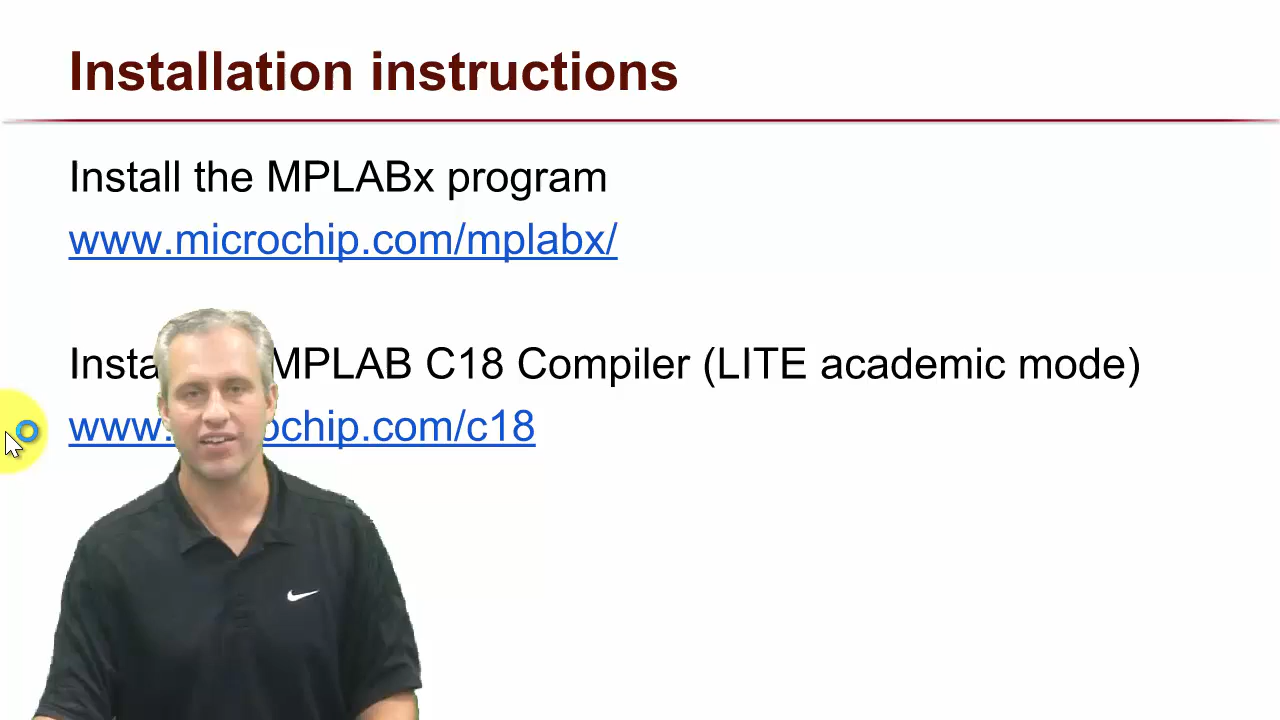 Installation instructions
Install the MPLABx program
www.microchip.com/mplabx/
MPLAB C18 Compiler (LITE academic mode)
www. ochip.com/c18